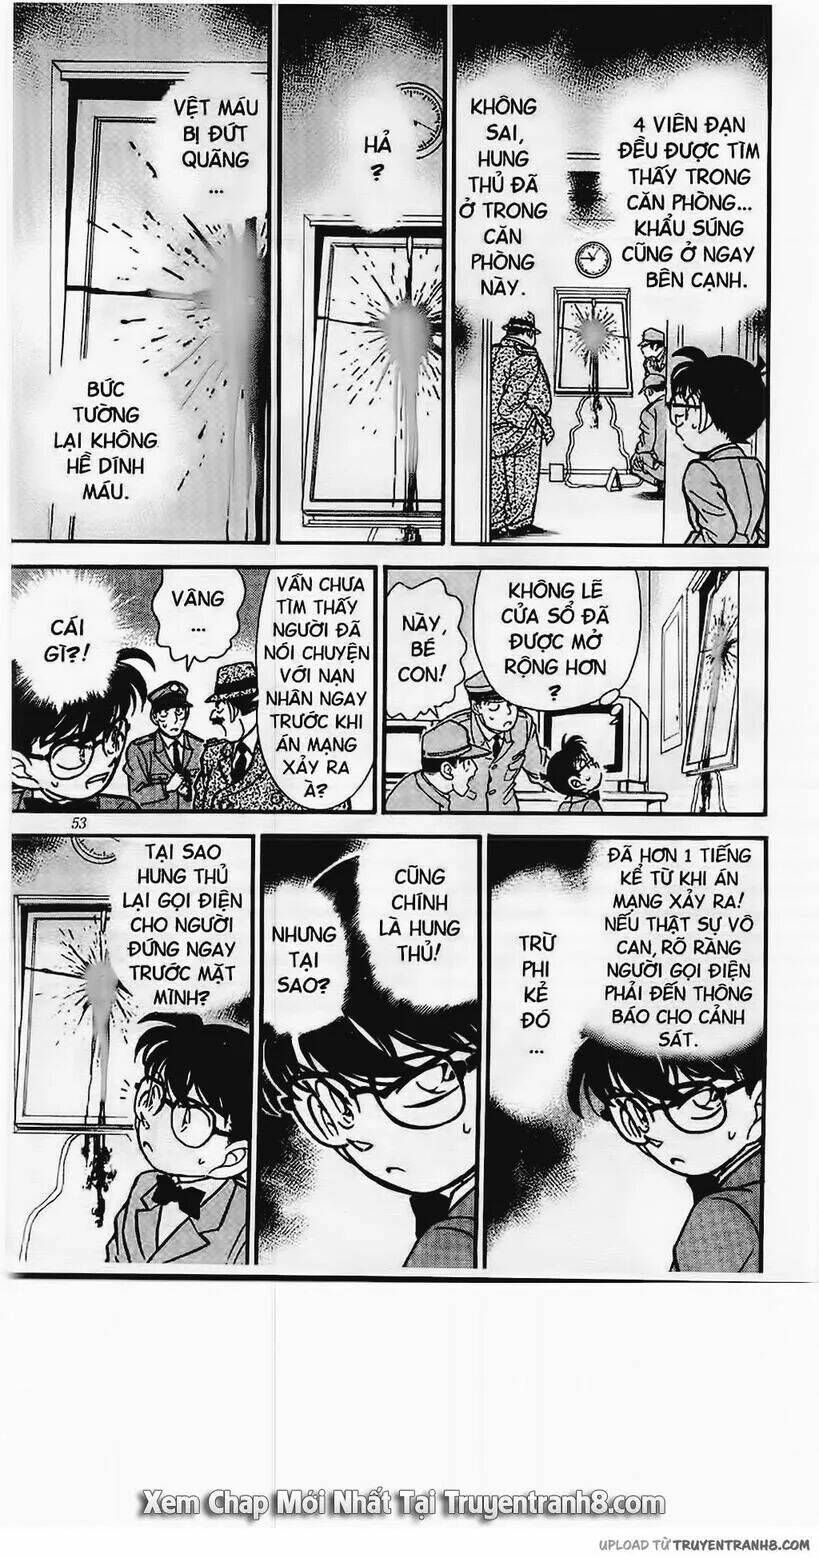 4 VIÊN ĐẠN
ĐỀU ĐƯỢC TÌM
THẤY TRONG
CĂN PHÒNG...
KHẨU SÚNG
CŨNG Ở NGAY
BÊN CẠNH.
KHÔNG
SAI,
HUNG
THỦ ĐÃ
Ở TRONG
CĂN
PHÒNG
NÀY.
HẢ
?
VỆT MÁU
BỊ ĐỨT
QUÃNG
...
BỨC
TƯỜNG
LẠI KHÔNG
HỀ DÍNH
MÁU.
KHÔNG LẼ
CỬA SỔ ĐÃ
ĐƯỢC MỞ
RỘNG HƠN
?
NÀY,
BÉ
CON!
VẪN CHƯA
TÌM THẤY
NGƯỜI ĐÃ
NÓI CHUYỆN
VỚI NẠN
NHÂN NGAY
TRƯỚC KHI
ÁN MẠNG
XẢY RA
À?
VÂNG
...
CÁI
GÌ?!
53
ĐÃ HƠN 1 TIẾNG
KỂ TỪ KHI ÁN
MẠNG XẢY RA!
NẾU THẬT SỰ VÔ
CAN, RÕ RÀNG
NGƯỜI GỌI ĐIỆN
PHẢI ĐẾN THÔNG
BÁO CHO CẢNH
SÁT.
TRỪ
PHI
KẺ
ĐÓ
...
CŨNG
CHÍNH
LÀ HUNG
THỦ!
NHƯNG
TẠI
SAO?
TẠI SAO
HUNG THỦ
LẠI GỌI ĐIỆN
CHO NGƯỜI
ĐỨNG NGAY
TRƯỚC MẶT
MÌNH?
Xem Chap Mới Nhất Tại Truyentranh8.com
UPLOAD TỪ TRUYENTRANH8.COM